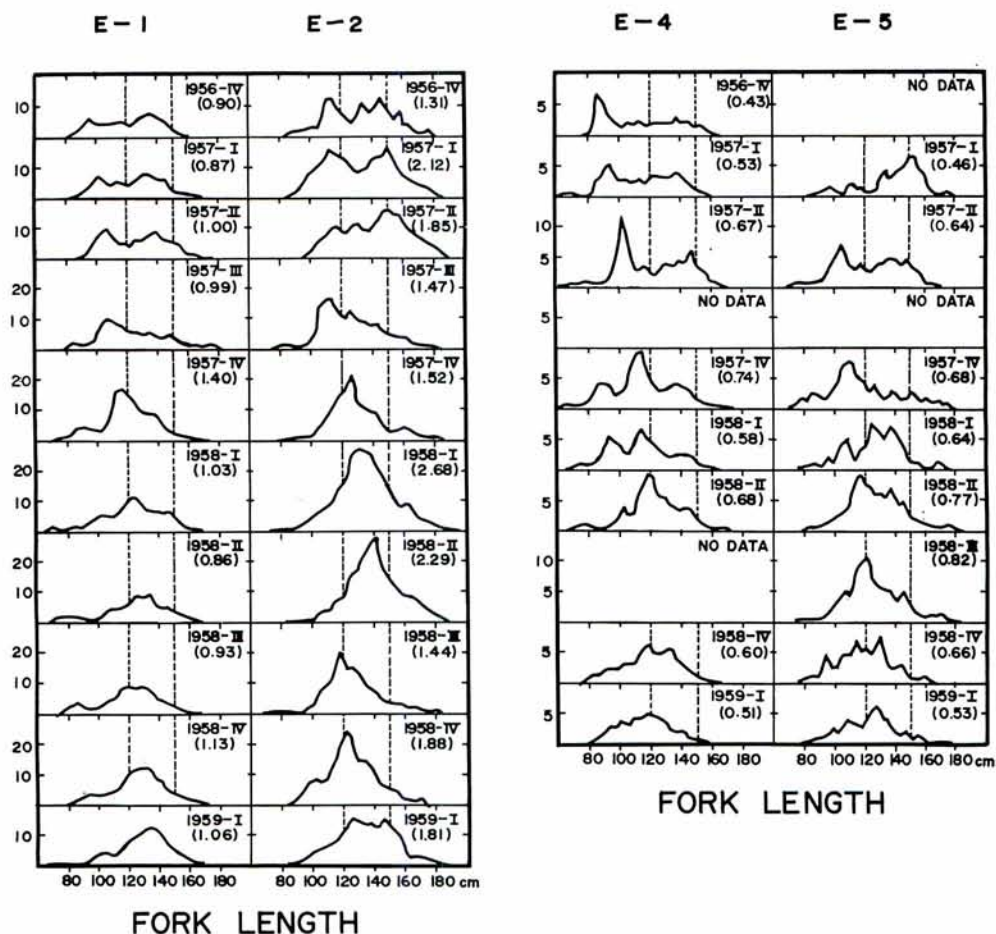 E-1
E-2
E-4
E-5
10
1956-IV
(0.90)
1956-IV
(1.31)
10
1957-I
(0.87)
1957-I
(2.12)
10
1957-II
(1.00)
1957-II
(1.85)
20
10
1957-III
(0.99)
1957-III
(1.47)
20
10
1957-IV
(1.40)
1957-IV
(1.52)
20
10
1958-I
(1.03)
1958-I
(2.68)
20
10
1958-II
(0.86)
1958-II
(2.29)
20
10
1958-III
(0.93)
1958-III
(1.44)
20
10
1958-IV
(1.13)
1958-IV
(1.88)
10
1959-I
(1.06)
1959-I
(1.81)
80 100 120 140 160 180 80 100 120 140 160 180 cm
FORK LENGTH
5
1956-IV
(0.43)
NO DATA
5
1957-I
(0.53)
1957-I
(0.46)
10
5
1957-II
(0.67)
1957-II
(0.64)
5
NO DATA
NO DATA
5
1957-IV
(0.74)
1957-IV
(0.68)
5
1958-I
(0.58)
1958-I
(0.64)
5
1958-II
(0.68)
1958-II
(0.77)
10
5
NO DATA
1958-III
(0.82)
5
1958-IV
(0.60)
1958-IV
(0.66)
5
1959-I
(0.51)
1959-I
(0.53)
80 100 120 140 160 180 80 100 120 140 160 180 cm
FORK LENGTH